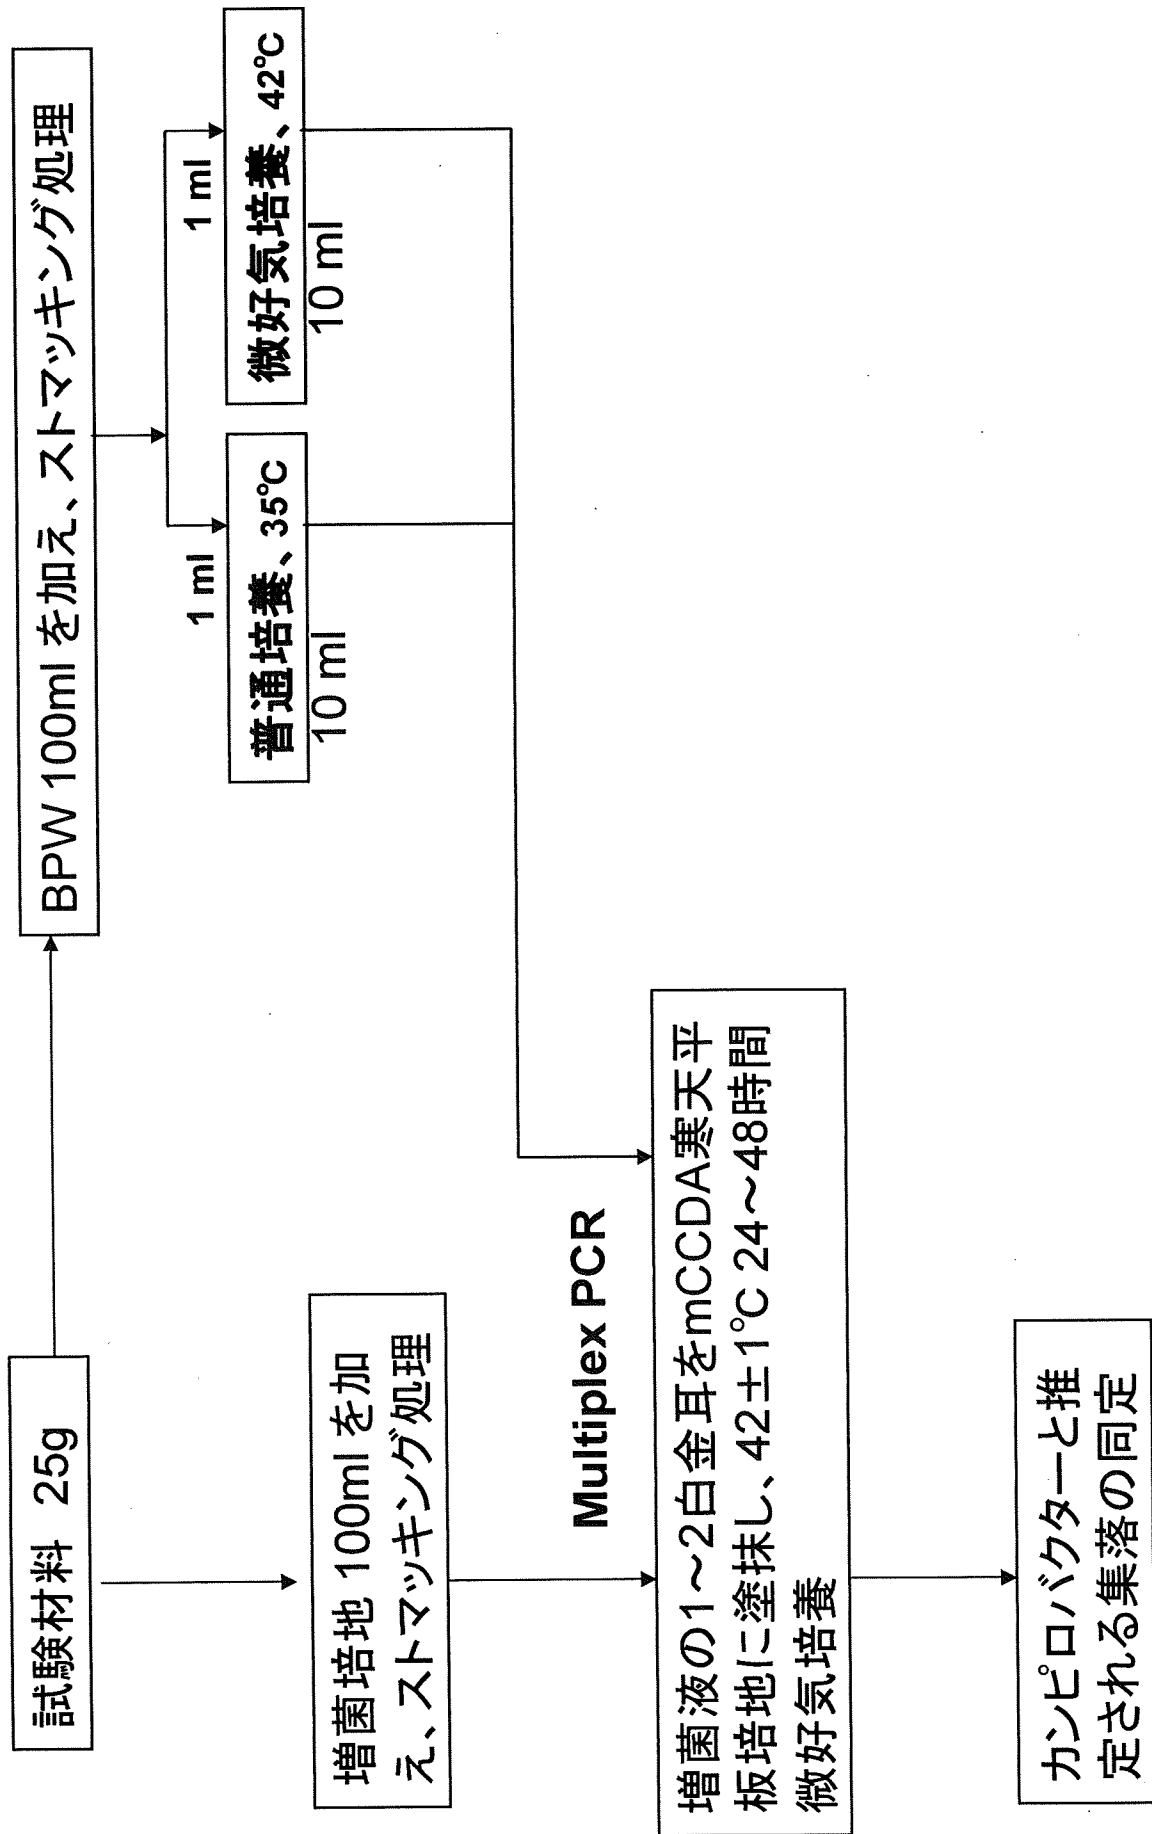 試験材料 25g
BPW 100ml を加え、ストマッキング処理
増菌培地 100ml を加
え、ストマッキング処理
1 ml
1 ml
普通培養、35℃
10 ml
微好気培養、42℃
10 ml
Multiplex PCR
増菌液の1～2白金耳をmCCDA寒天平
板培地に塗抹し、42±1℃ 24～48時間
微好気培養
カンピロバクターと推
定される集落の同定